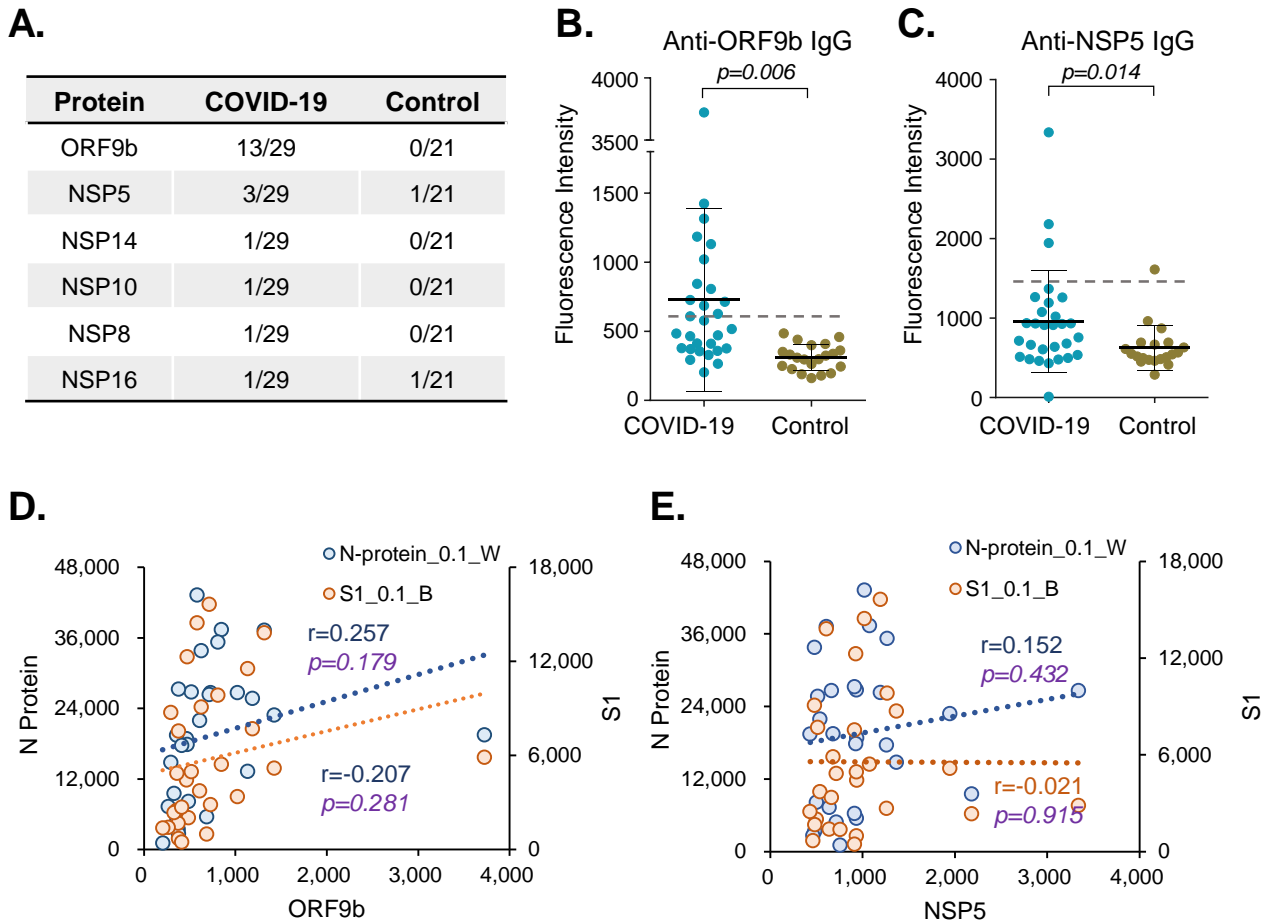 A.
Protein COVID-19 Control
ORF9b 13/29 0/21
NSP5 3/29 1/21
NSP14 1/29 0/21
NSP10 1/29 0/21
NSP8 1/29 0/21
NSP16 1/29 1/21
B.
Anti-ORF9b IgG
p=0.006
Fluorescence Intensity
4000
3500
1500
1000
500
0
COVID-19 Control
C.
Anti-NSP5 IgG
p=0.014
Fluorescence Intensity
4000
3000
2000
1000
0
COVID-19 Control
D.
N-protein_0.1_W
S1_0.1_B
r=0.257
p=0.179
r=-0.207
p=0.281
N Protein
48,000
36,000
24,000
12,000
0
S1
18,000
12,000
6,000
0
0 1,000 2,000 3,000 4,000
ORF9b
E.
N-protein_0.1_W
S1_0.1_B
r=0.152
p=0.432
r=-0.021
p=0.915
N Protein
48,000
36,000
24,000
12,000
0
S1
18,000
12,000
6,000
0
0 1,000 2,000 3,000 4,000
NSP5